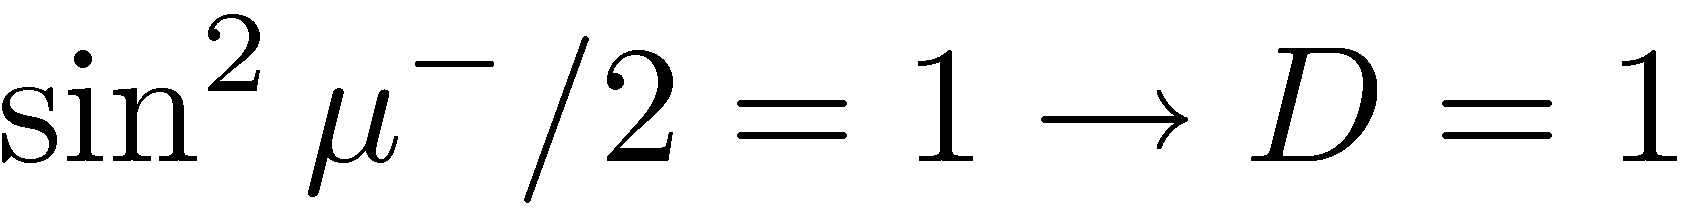 sin² μ⁻/2 = 1 → D = 1